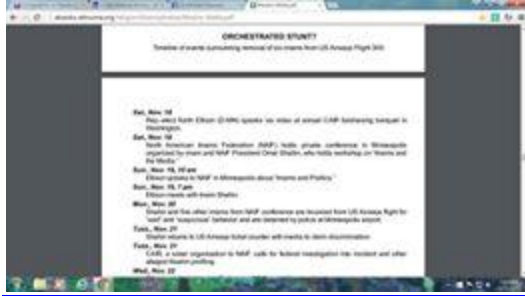 ORCHESTRATED STUNT?
Timeline of events surrounding removal of six imams from US Airways Flight 300
Sat, Nov. 18
Rep.-elect Keith Ellison (D-MN) speaks via video at annual CAIR fundraising banquet in
Washington.
Sat, Nov. 18
North American Imams Federation (NAIF) holds private conference in Minneapolis
organized by imam and NAIF President Omar Shahin, who holds workshop on "Imams and
the Media."
Sun., Nov. 19,
Ellison speaks to NAIF in Minneapolis about "Imams and Politics."
Sun., Nov. 19,
Ellison meets with Imam Shahin.
Mon., Nov. 20
Shahin and five other imams from NAIF conference are bounced from US Airways flight for
and "suspicious" behavior and are detained by police at Minneapolis airport.
Tues., Nov. 21
Shahin returns to US Airways ticket counter with media to claim discrimination.
Tues., Nov. 21
CAIR, a sister organization to NAIF, calls for federal investigation into incident and other
alleged Muslim profiling.
Wed., Nov. 22